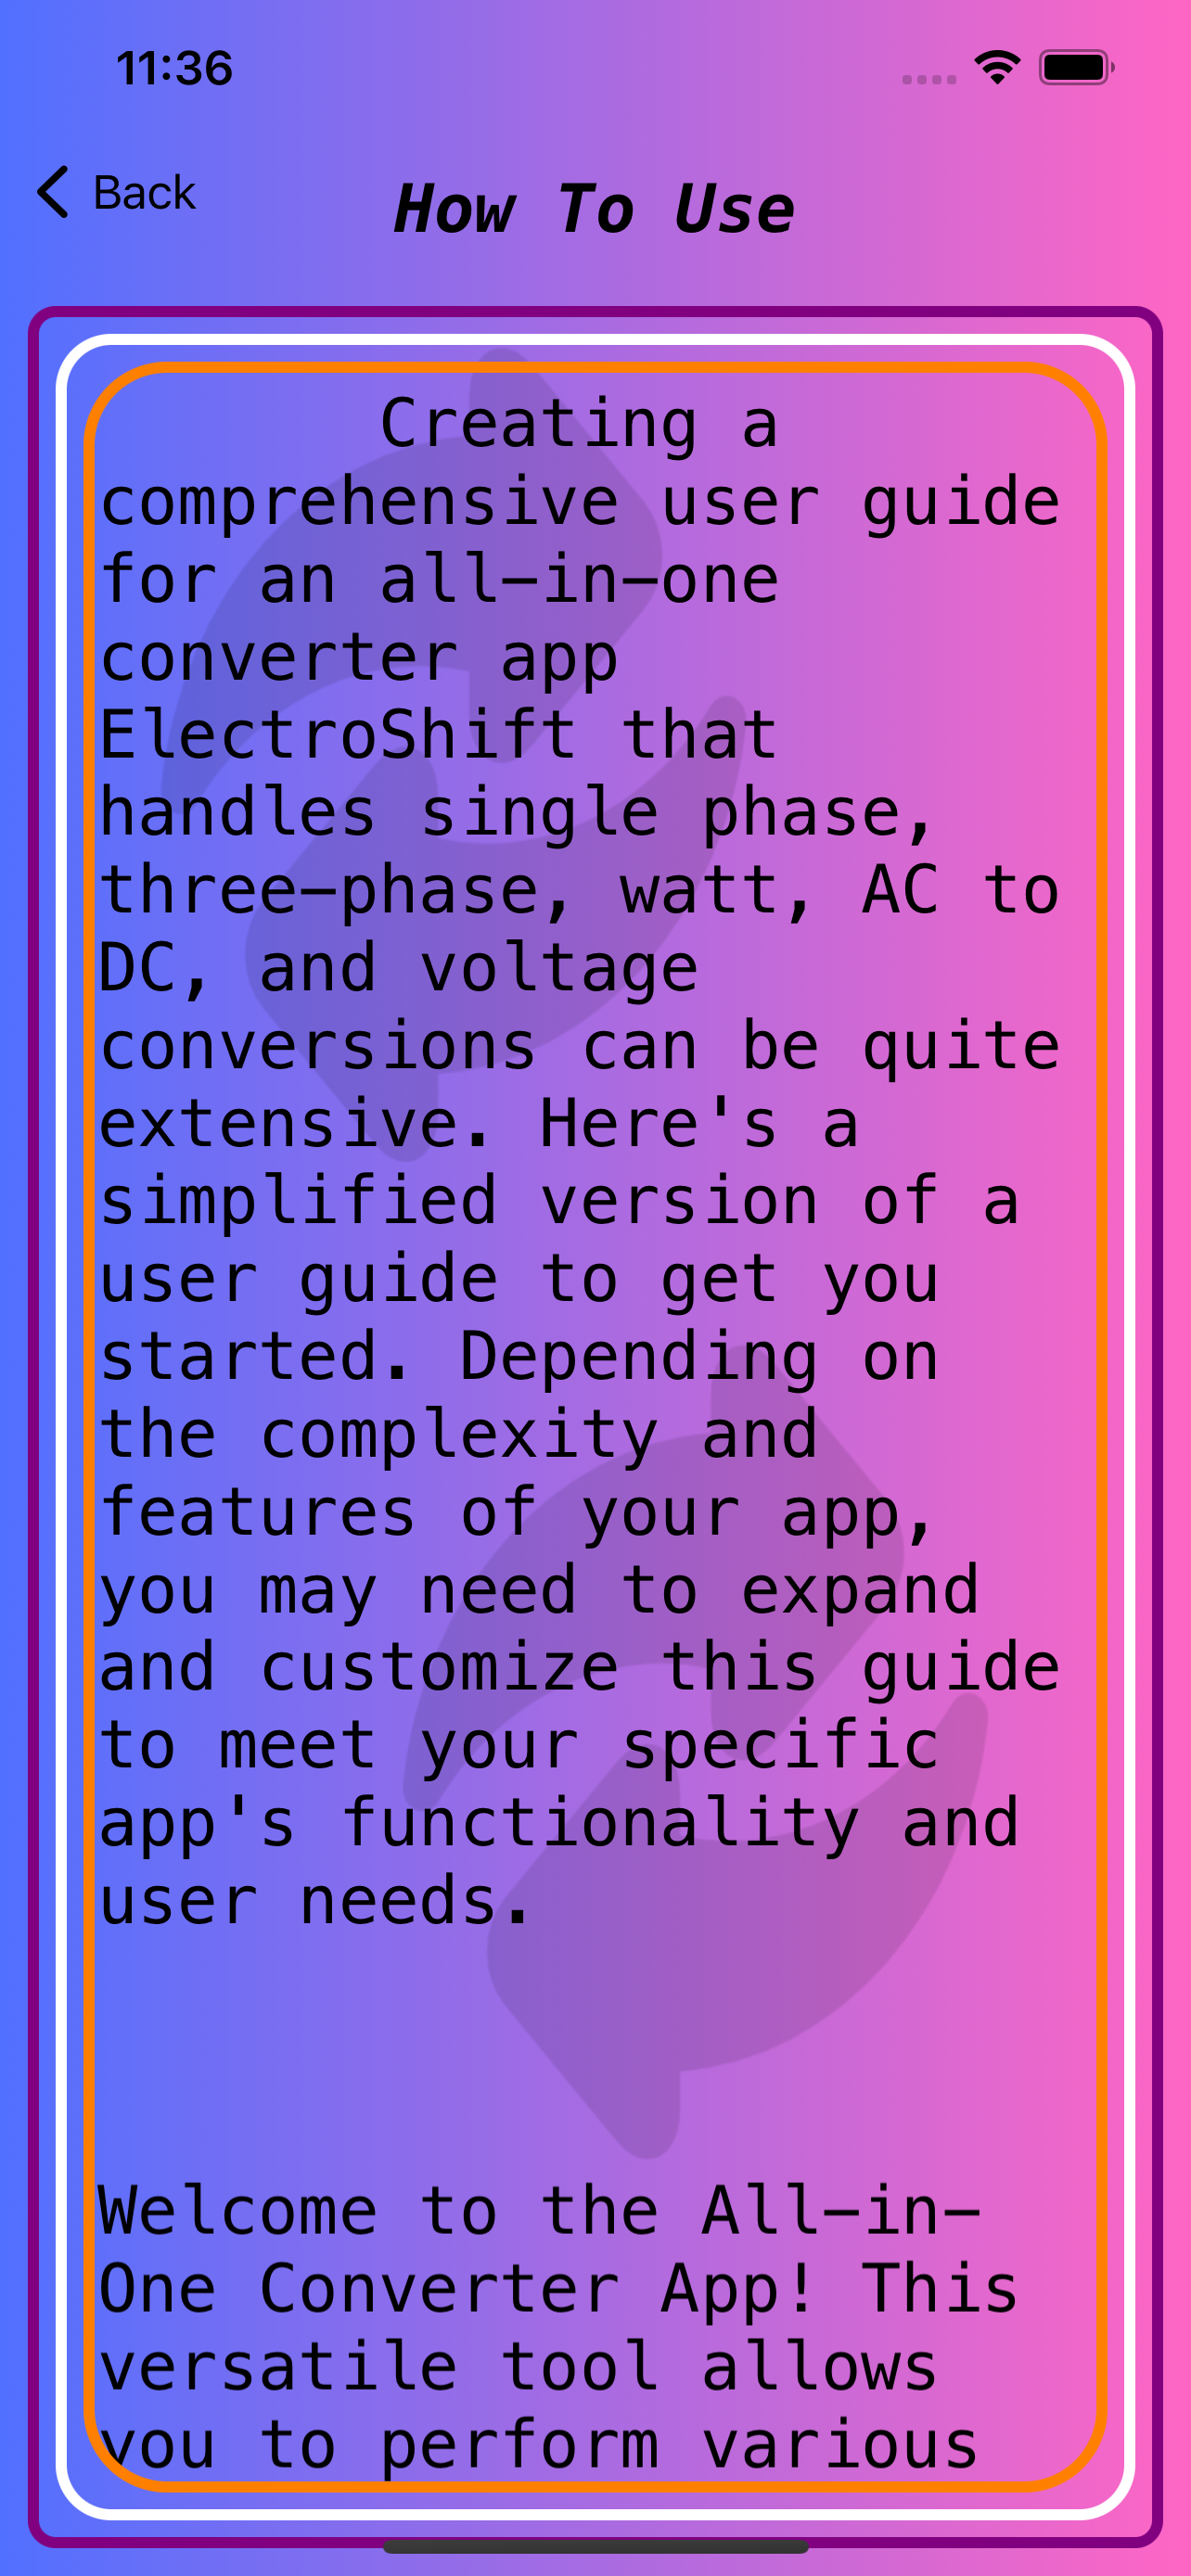 11:36
Back
How To Use
Creating a
comprehensive user guide
for an all-in-one
converter app
ElectroShift that
handles single phase,
three-phase, watt, AC to
DC, and voltage
conversions can be quite
extensive. Here's a
simplified version of a
user guide to get you
started. Depending on
the complexity and
features of your app,
you may need to expand
and customize this guide
to meet your specific
app's functionality and
user needs.
Welcome to the All-in-
One Converter App! This
versatile tool allows
you to perform various